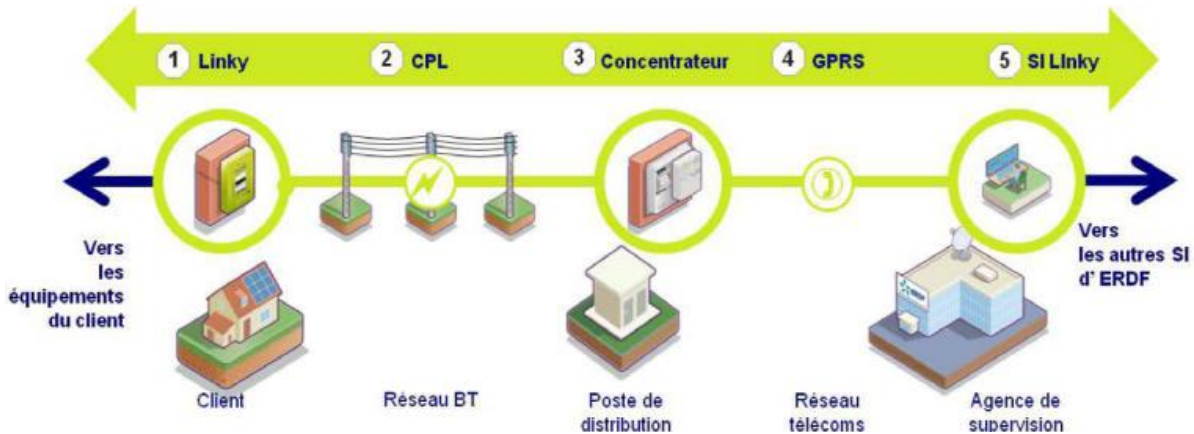 1 Linky
2 CPL
3 Concentrateur
4 GPRS
5 SI LInky
Vers
les
équipements
du client
Vers
les autres SI
d' ERDF
Client
Réseau BT
Poste de
distribution
Réseau
télécoms
Agence de
supervision